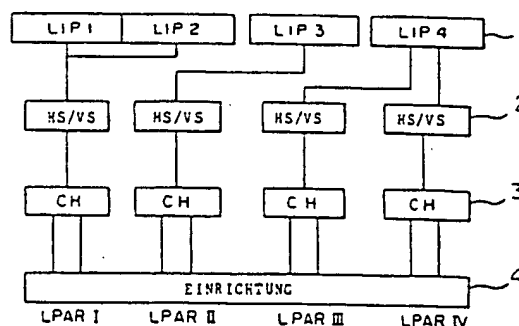 LIP 1 LIP 2 LIP 3 LIP 4
HS/VS HS/VS HS/VS HS/VS 2
CH CH CH CH 3
EINRICHTUNG 4
LPAR I LPAR II LPAR III LPAR IV